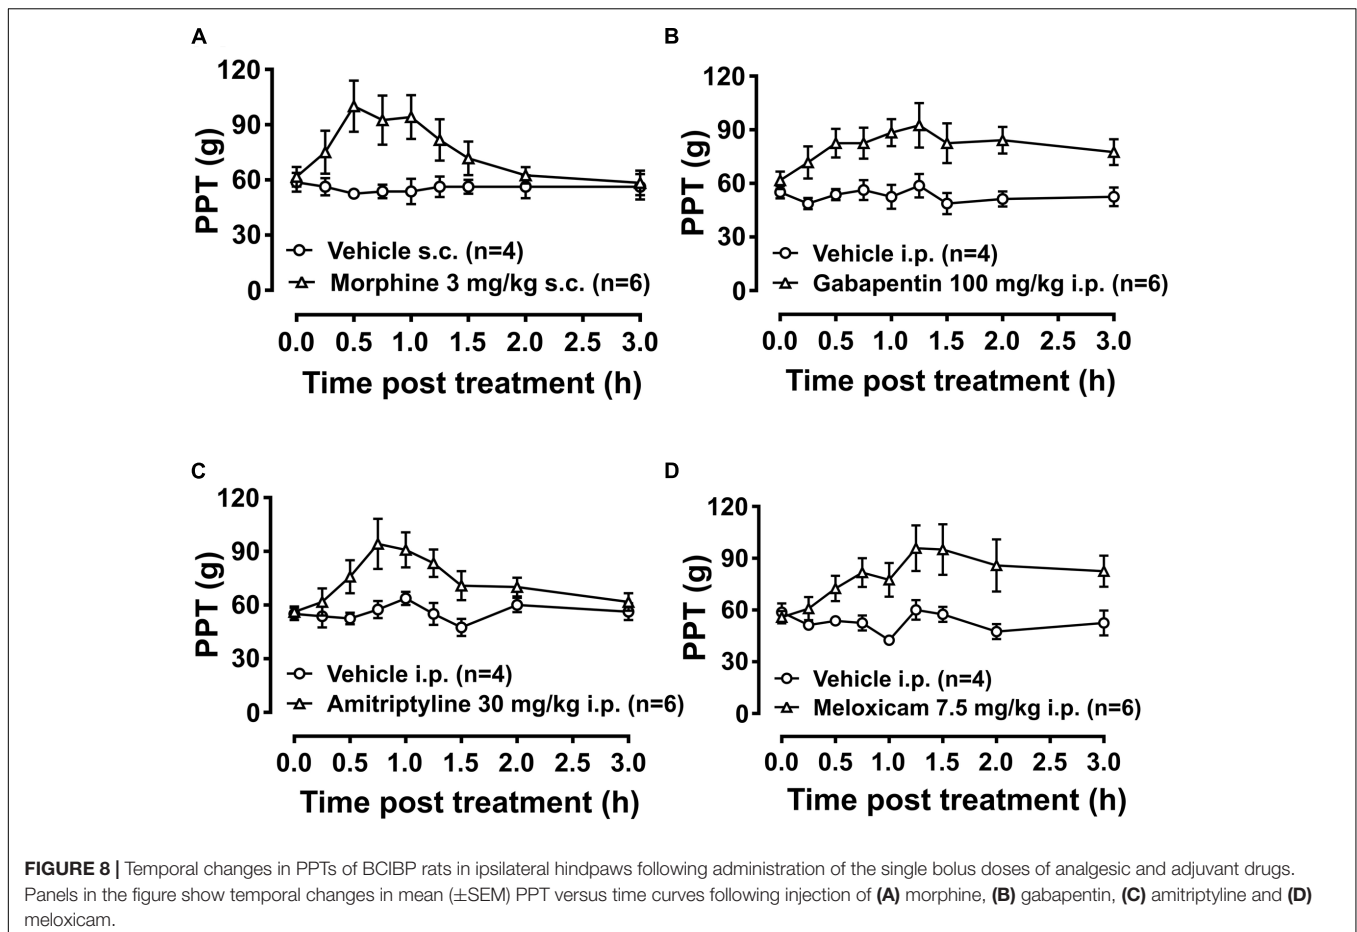 A
120
90
60
30
0
PPT (g)
Vehicle s.c. (n=4)
Morphine 3 mg/kg s.c. (n=6)
0.0 0.5 1.0 1.5 2.0 2.5 3.0
Time post treatment (h)
B
120
90
60
30
0
PPT (g)
Vehicle i.p. (n=4)
Gabapentin 100 mg/kg i.p. (n=6)
0.0 0.5 1.0 1.5 2.0 2.5 3.0
Time post treatment (h)
C
120
90
60
30
0
PPT (g)
Vehicle i.p. (n=4)
Amitriptyline 30 mg/kg i.p. (n=6)
0.0 0.5 1.0 1.5 2.0 2.5 3.0
Time post treatment (h)
D
120
90
60
30
0
PPT (g)
Vehicle i.p. (n=4)
Meloxicam 7.5 mg/kg i.p. (n=6)
0.0 0.5 1.0 1.5 2.0 2.5 3.0
Time post treatment (h)
FIGURE 8 | Temporal changes in PPTs of BCIBP rats in ipsilateral hindpaws following administration of the single bolus doses of analgesic and adjuvant drugs.
Panels in the figure show temporal changes in mean (±SEM) PPT versus time curves following injection of (A) morphine, (B) gabapentin, (C) amitriptyline and (D)
meloxicam.